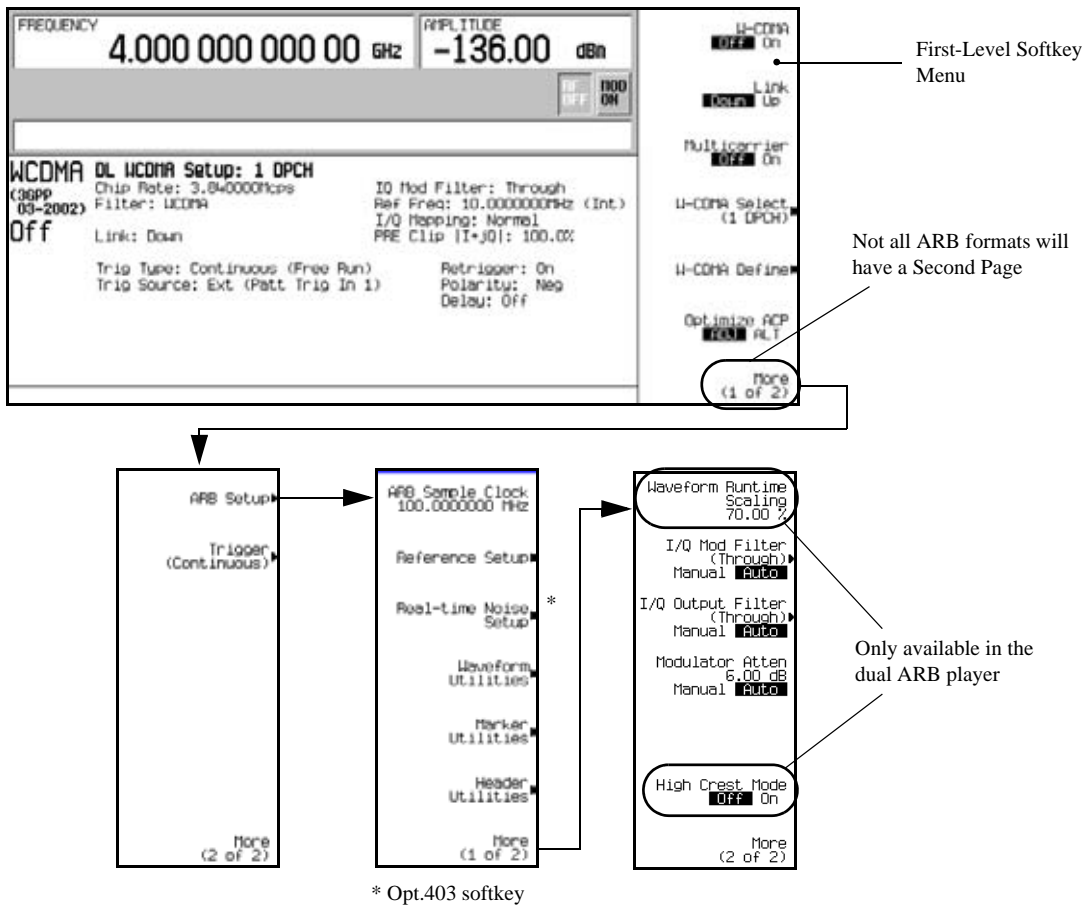 FREQUENCY
4.000 000 000 00 GHz
AMPLITUDE
-136.00 dBm
RF OFF
MOD ON
WCDMA
(3GPP
03-2002)
Off
DL WCDMA Setup: 1 DPCH
Chip Rate: 3.840000Mcps
Filter: WCDMA
Link: Down
IQ Mod Filter: Through
Ref Freq: 10.0000000MHz (Int)
I/Q Mapping: Normal
PRE Clip |I+jQ|: 100.0%
Trig Type: Continuous (Free Run)
Trig Source: Ext (Patt Trig In 1)
Retrigger: On
Polarity: Neg
Delay: Off
W-CDMA
Off On
Link
Down Up
Multicarrier
Off On
W-CDMA Select
(1 DPCH)
W-CDMA Define
Optimize ACP
ADJ ALT
More
(1 of 2)
First-Level Softkey
Menu
Not all ARB formats will
have a Second Page
ARB Setup
Trigger
(Continuous)
More
(2 of 2)
ARB Sample Clock
100.0000000 MHz
Reference Setup
Real-time Noise
Setup
*
Waveform
Utilities
Marker
Utilities
Header
Utilities
More
(1 of 2)
* Opt.403 softkey
Waveform Runtime
Scaling
70.00 %
I/Q Mod Filter
(Through)
Manual Auto
I/Q Output Filter
(Through)
Manual Auto
Modulator Atten
6.00 dB
Manual Auto
High Crest Mode
Off On
More
(2 of 2)
Only available in the
dual ARB player